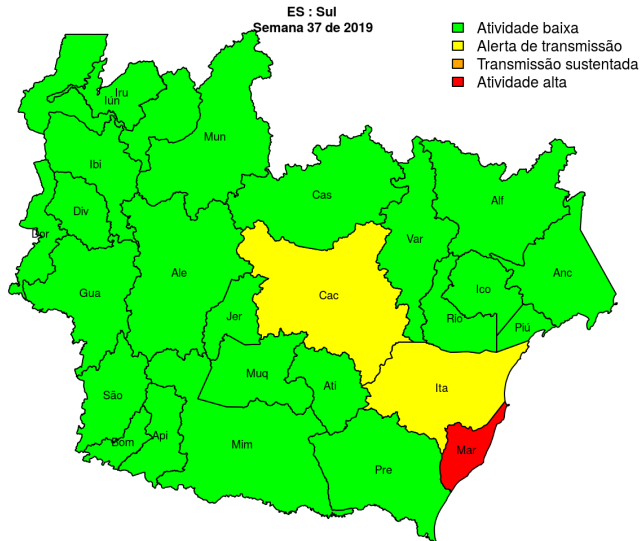 ES : Sul
Semana 37 de 2019
Atividade baixa
Alerta de transmissão
Transmissão sustentada
Atividade alta
Iru
Iún
Mun
Ibi
Cas
Alf
Div
Dor
Var
Ale
Anc
Gua
Cac
Ico
Jer
Rio
Piú
Muq
Ati
Ita
São
Bom
Api
Mim
Mar
Pre